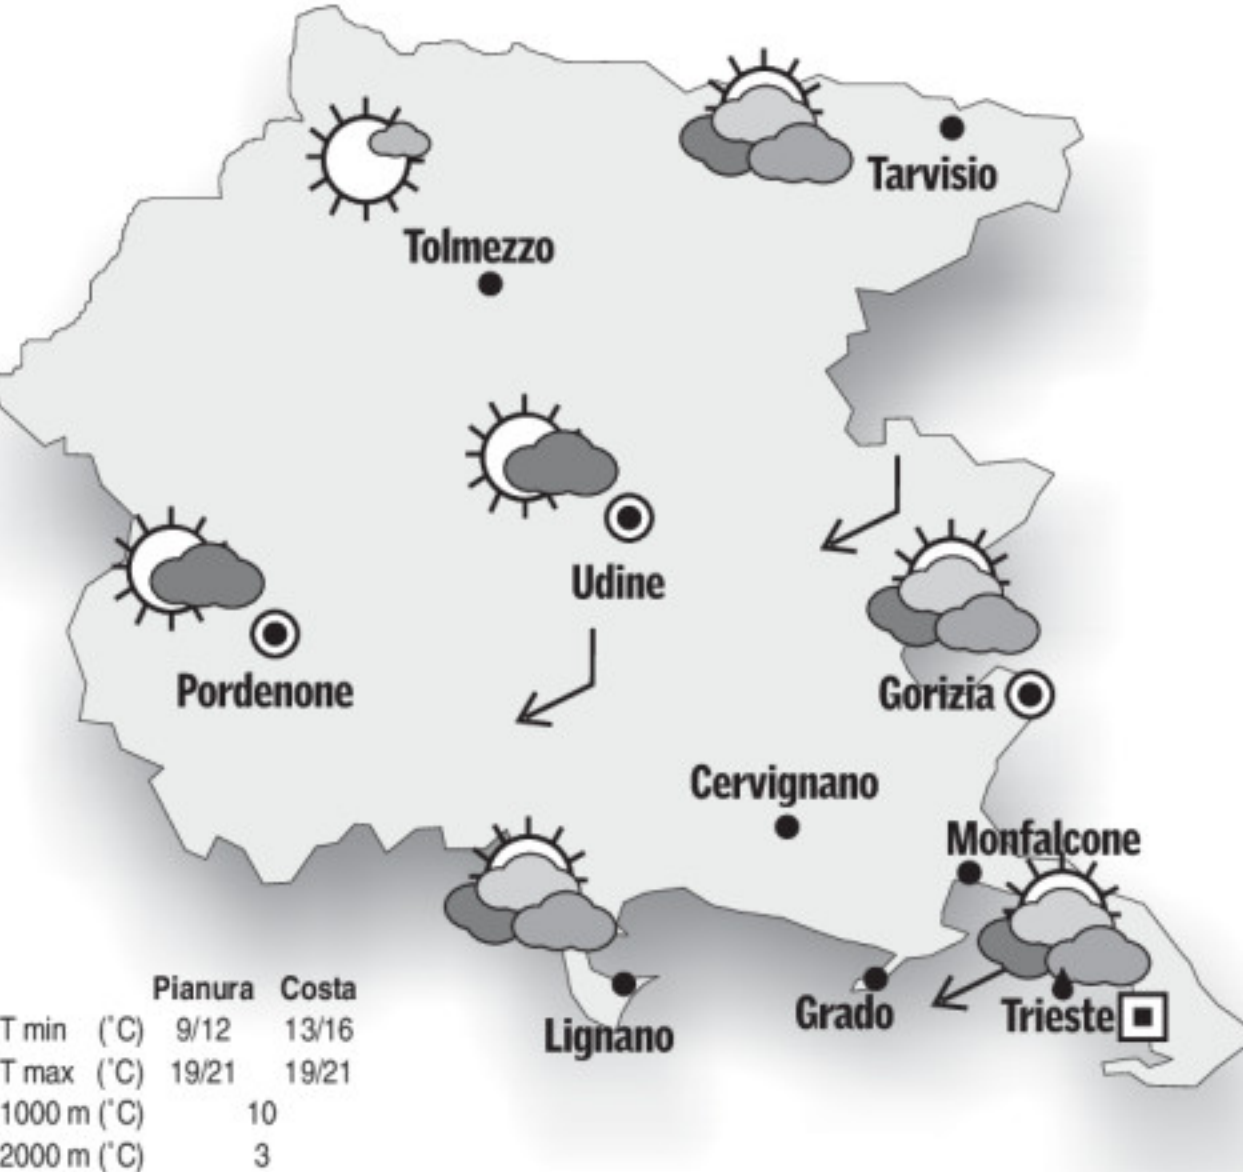 Tarvisio
Tolmezzo
Udine
Pordenone
Gorizia
Cervignano
Monfalcone
Grado
Trieste
Lignano
Pianura Costa
T min (°C) 9/12 13/16
T max (°C) 19/21 19/21
1000 m (°C) 10
2000 m (°C) 3